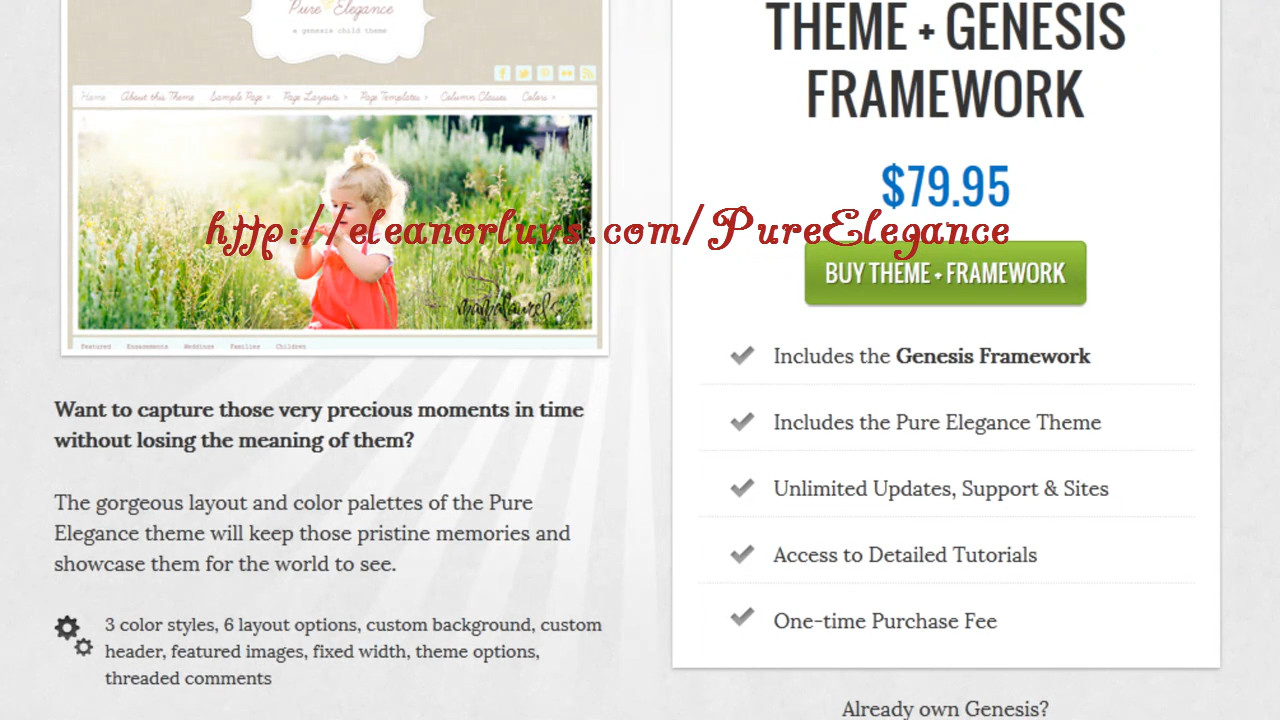 Pure Elegance
a genesis child theme
Home About this Theme Sample Page > Page Layouts > Page Templates > Column Classes Colors >
http://eleanorluvs.com/PureElegance
mamalaurel's
Featured Engagements Weddings Families Children
Want to capture those very precious moments in time
without losing the meaning of them?
The gorgeous layout and color palettes of the Pure
Elegance theme will keep those pristine memories and
showcase them for the world to see.
3 color styles, 6 layout options, custom background, custom
header, featured images, fixed width, theme options,
threaded comments
THEME + GENESIS
FRAMEWORK
$79.95
BUY THEME + FRAMEWORK
Includes the Genesis Framework
Includes the Pure Elegance Theme
Unlimited Updates, Support & Sites
Access to Detailed Tutorials
One-time Purchase Fee
Already own Genesis?